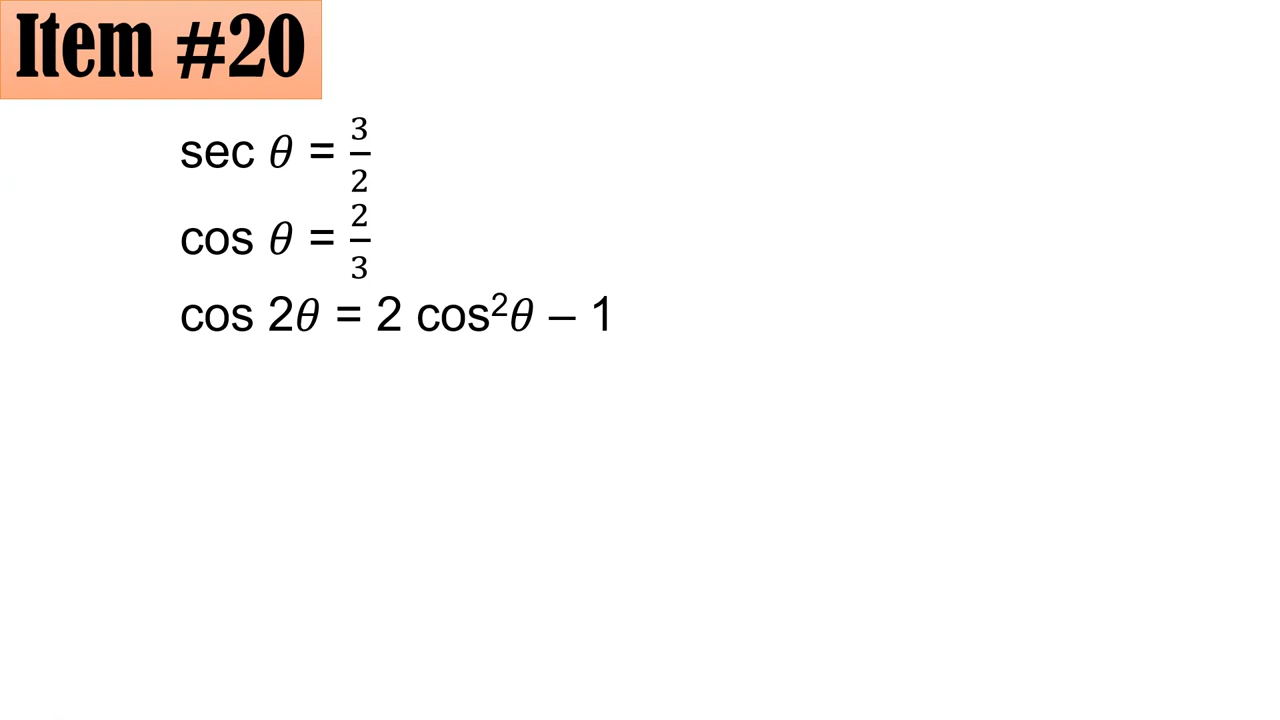 Item #20
sec 𝜃 = 3/2
cos 𝜃 = 2/3
cos 2𝜃 = 2 cos²𝜃 – 1